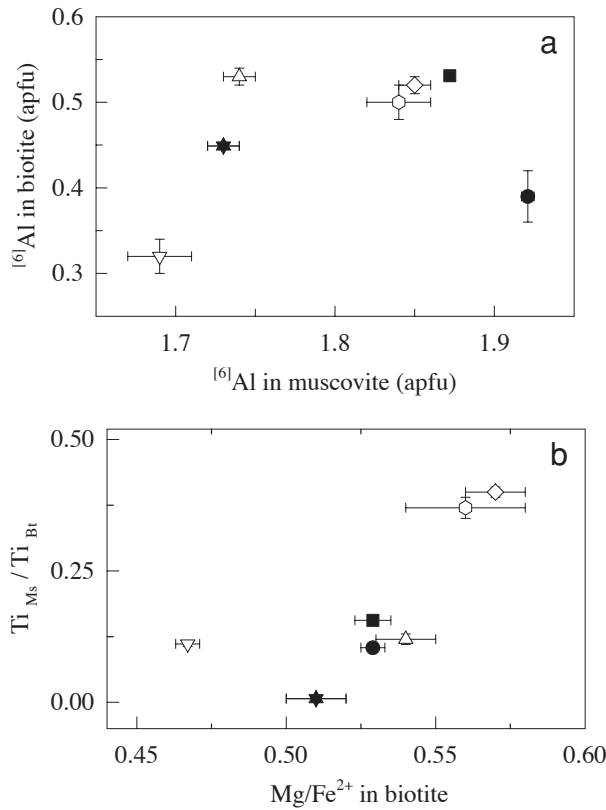 a
0.6
0.5
0.4
0.3
[6]Al in biotite (apfu)
1.7 1.8 1.9
[6]Al in muscovite (apfu)
b
0.50
0.25
0.00
Ti Ms / Ti Bt
0.45 0.50 0.55 0.60
Mg/Fe2+ in biotite